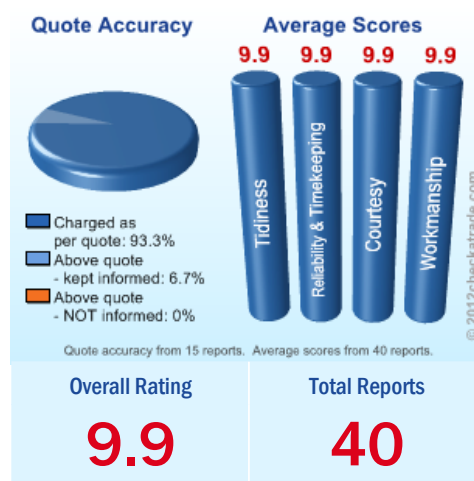 Quote Accuracy
Average Scores
9.9 9.9 9.9 9.9
Tidiness
Reliability & Timekeeping
Courtesy
Workmanship
Charged as
per quote: 93.3%
Above quote
- kept informed: 6.7%
Above quote
- NOT informed: 0%
© 2012checkatrade.com
Quote accuracy from 15 reports. Average scores from 40 reports.
Overall Rating
9.9
Total Reports
40